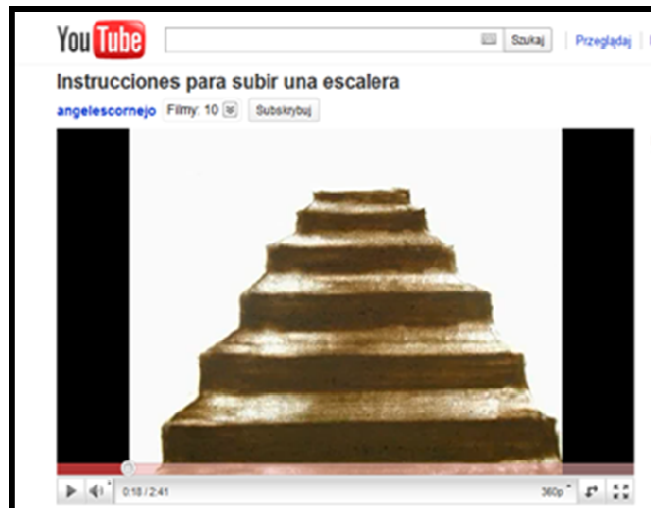 YouTube Szukaj Przeglądaj
Instrucciones para subir una escalera
angelescornejo Filmy: 10 Subskrybuj
0:18 / 2:41 360p